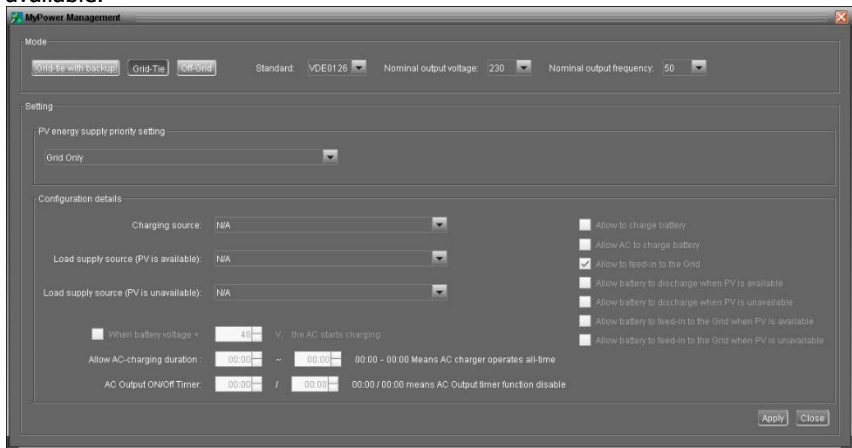 available.
MyPower Management
Mode
Grid-tie with backup Grid-Tie Off-Grid Standard: VDE0126 Nominal output voltage: 230 Nominal output frequency: 50
Setting
PV energy supply priority setting
Grid Only
Configuration details
Charging source: N/A
Load supply source (PV is available): N/A
Load supply source (PV is unavailable): N/A
Allow to charge battery
Allow AC to charge battery
Allow to feed-in to the Grid
Allow battery to discharge when PV is available
Allow battery to discharge when PV is unavailable
Allow battery to feed-in to the Grid when PV is available
Allow battery to feed-in to the Grid when PV is unavailable
When battery voltage < 48 V, the AC starts charging
Allow AC-charging duration : 00:00 ~ 00:00 00:00 - 00:00 Means AC charger operates all-time
AC Output ON/Off Timer: 00:00 / 00:00 00:00 / 00:00 means AC Output timer function disable
Apply Close